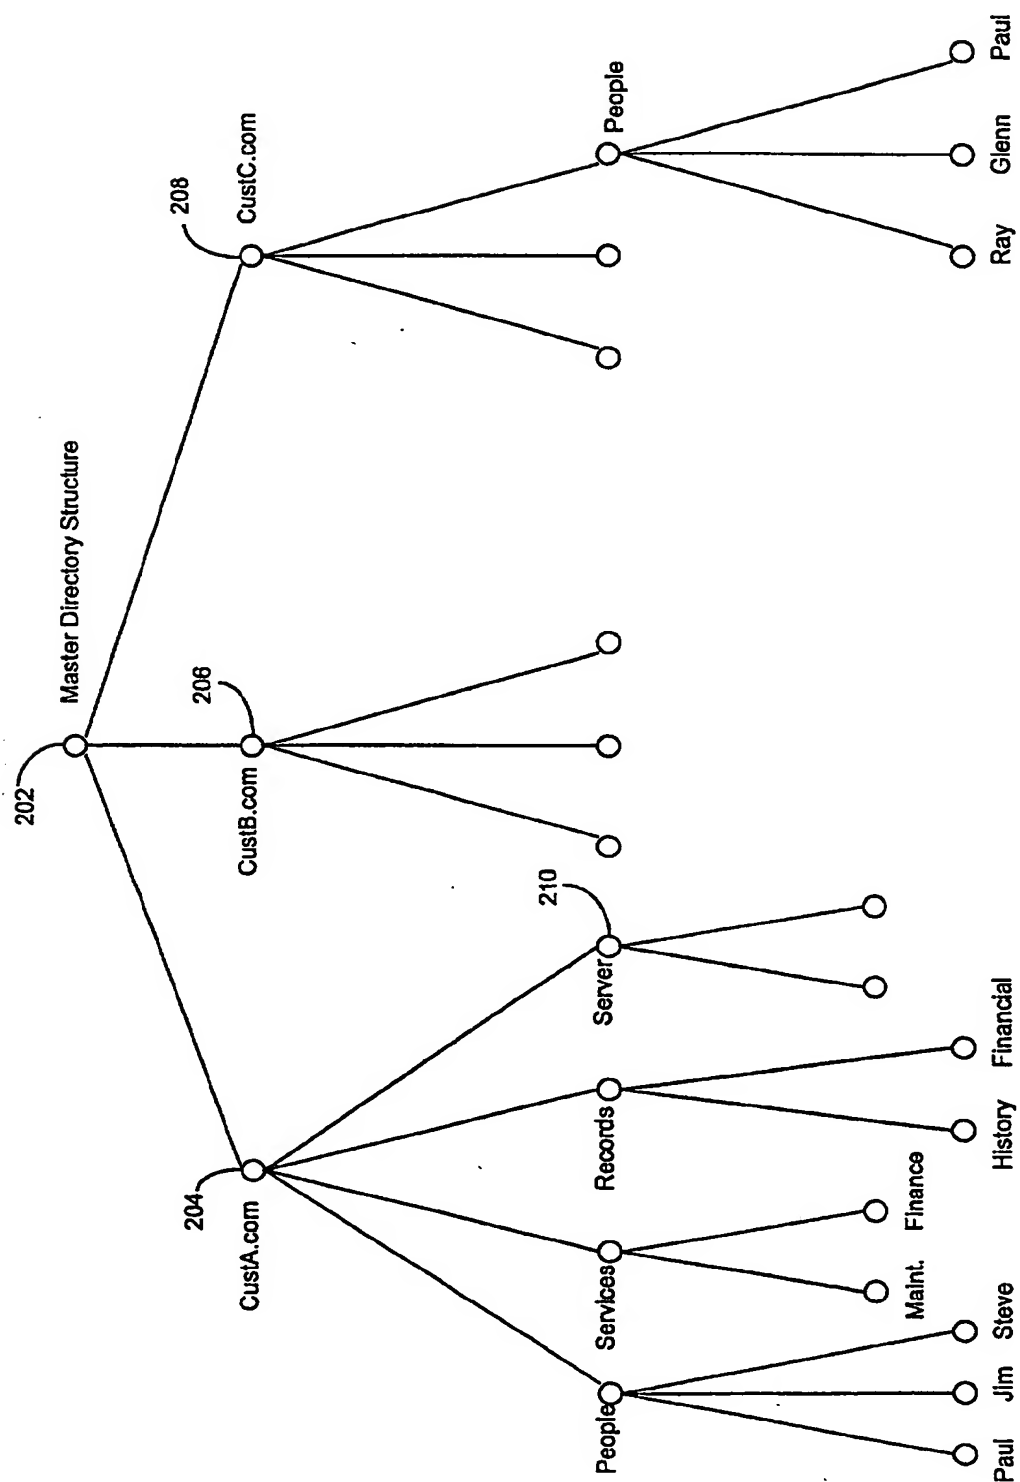 202
Master Directory Structure
204
CustA.com
206
CustB.com
208
CustC.com
People
Services
Records
Server
210
People
Paul
Jim
Steve
Maint.
Finance
History
Financial
Ray
Glenn
Paul